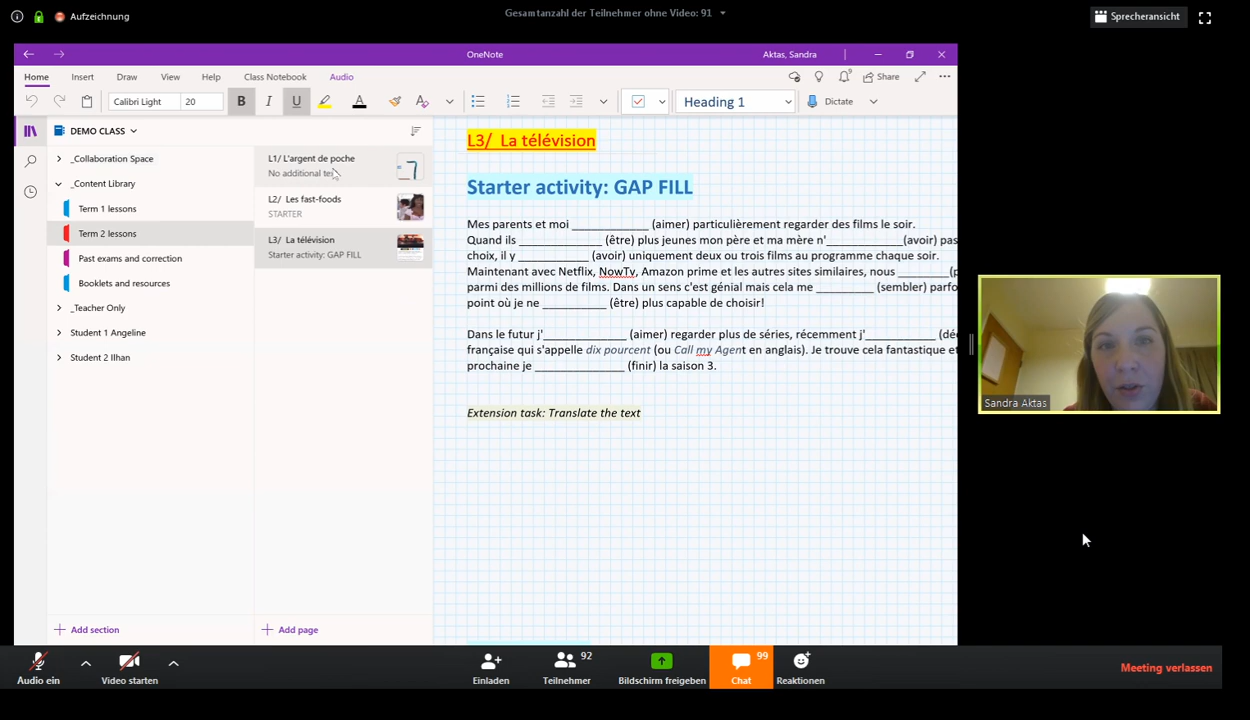 Aufzeichnung
Gesamtanzahl der Teilnehmer ohne Video: 91
Sprecheransicht
OneNote
Aktas, Sandra
Home Insert Draw View Help Class Notebook Audio
Share
Calibri Light 20 B I U A
Heading 1
Dictate
DEMO CLASS
_Collaboration Space
_Content Library
Term 1 lessons
Term 2 lessons
Past exams and correction
Booklets and resources
_Teacher Only
Student 1 Angeline
Student 2 Ilhan
Add section
L1/ L'argent de poche
No additional te
L2/ Les fast-foods
STARTER
L3/ La télévision
Starter activity: GAP FILL
Add page
L3/ La télévision
Starter activity: GAP FILL
Mes parents et moi ____________ (aimer) particulièrement regarder des films le soir.
Quand ils _____________ (être) plus jeunes mon père et ma mère n'____________(avoir) pas
choix, il y ___________ (avoir) uniquement deux ou trois films au programme chaque soir.
Maintenant avec Netflix, NowTv, Amazon prime et les autres sites similaires, nous ________(p
parmi des millions de films. Dans un sens c'est génial mais cela me _________ (sembler) parfo
point où je ne __________ (être) plus capable de choisir!
Dans le futur j'_____________ (aimer) regarder plus de séries, récemment j'___________ (déc
française qui s'appelle dix pourcent (ou Call my Agent en anglais). Je trouve cela fantastique et
prochaine je ______________ (finir) la saison 3.
Extension task: Translate the text
Sandra Aktas
Audio ein
Video starten
Einladen
92
Teilnehmer
Bildschirm freigeben
99
Chat
Reaktionen
Meeting verlassen